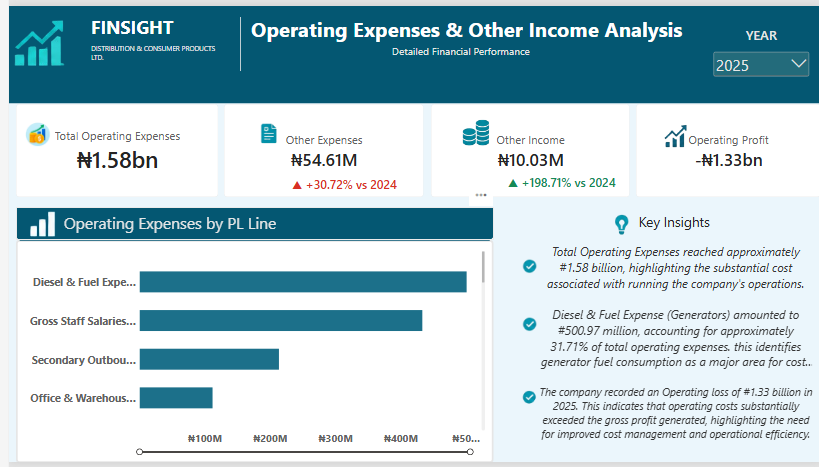 FINSIGHT
DISTRIBUTION & CONSUMER PRODUCTS
LTD.
Operating Expenses & Other Income Analysis
Detailed Financial Performance
YEAR
2025
Total Operating Expenses
₦1.58bn
Other Expenses
₦54.61M
▲ +30.72% vs 2024
Other Income
₦10.03M
▲ +198.71% vs 2024
Operating Profit
-₦1.33bn
Operating Expenses by PL Line
Diesel & Fuel Expe...
Gross Staff Salaries...
Secondary Outbou...
Office & Warehous...
₦100M ₦200M ₦300M ₦400M ₦50...
Key Insights
Total Operating Expenses reached approximately
₦1.58 billion, highlighting the substantial cost
associated with running the company's operations.
Diesel & Fuel Expense (Generators) amounted to
₦500.97 million, accounting for approximately
31.71% of total operating expenses. this identifies
generator fuel consumption as a major area for cost...
The company recorded an Operating loss of ₦1.33 billion in
2025. This indicates that operating costs substantially
exceeded the gross profit generated, highlighting the need
for improved cost management and operational efficiency.